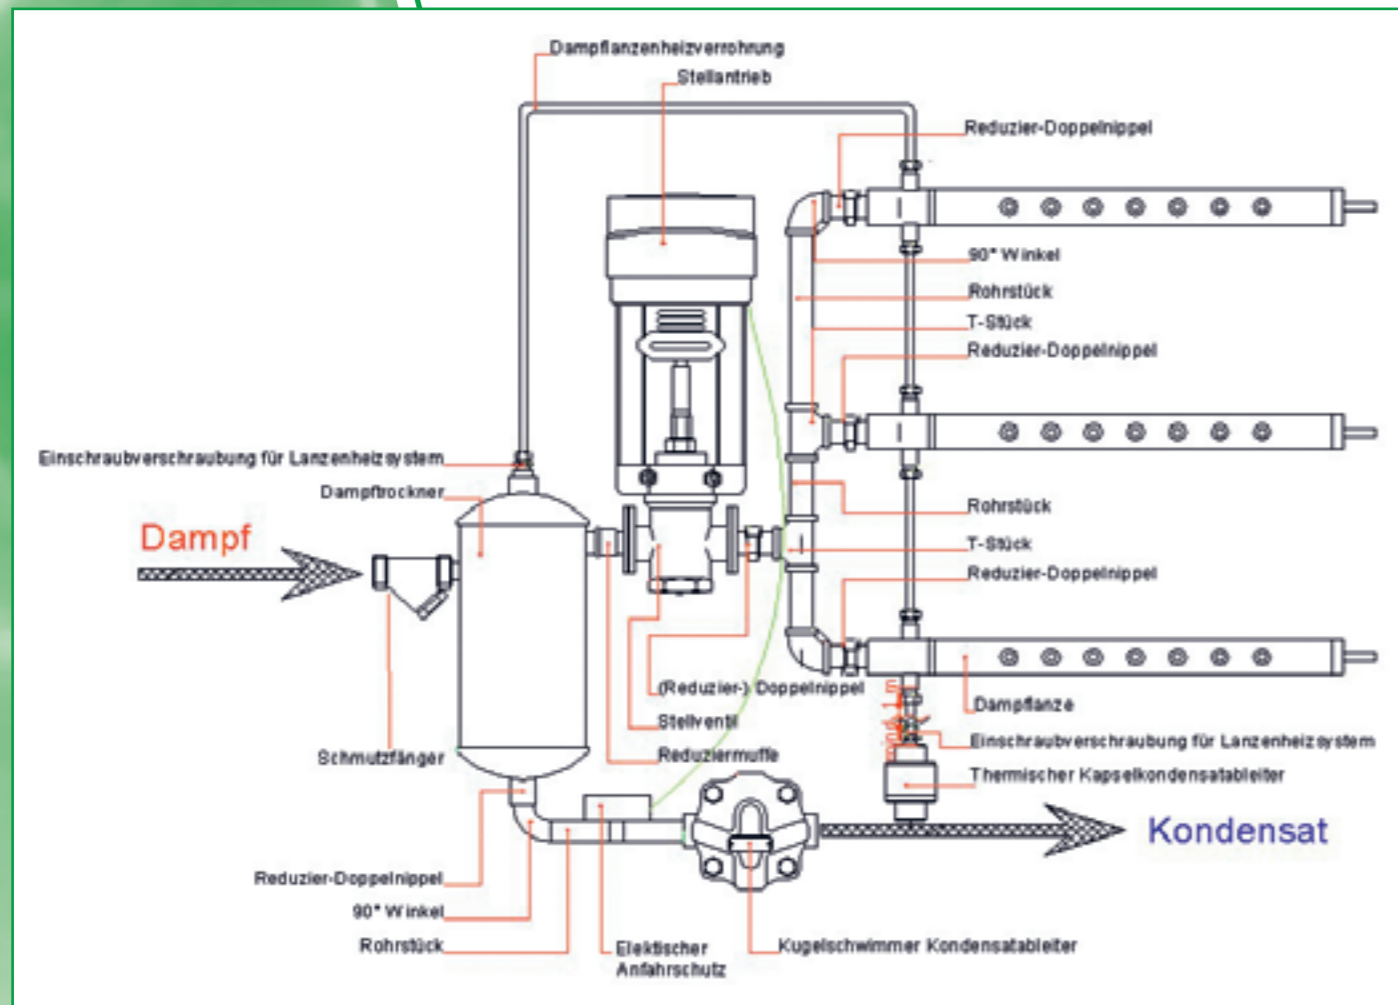 Dampflanzenheizverrohrung
Stellantrieb
Reduzier-Doppelnippel
90° Winkel
Rohrstück
T-Stück
Reduzier-Doppelnippel
Einschraubverschraubung für Lanzenheizsystem
Dampftrockner
Dampf
Rohrstück
T-Stück
Reduzier-Doppelnippel
(Reduzier-) Doppelnippel
Stellventil
Reduziermuffe
Schmutzfänger
Dampflanze
Einschraubverschraubung für Lanzenheizsystem
Thermischer Kapselkondensatableiter
Kondensat
Reduzier-Doppelnippel
90° Winkel
Rohrstück
Elektischer
Anfahrschutz
Kugelschwimmer Kondensatableiter